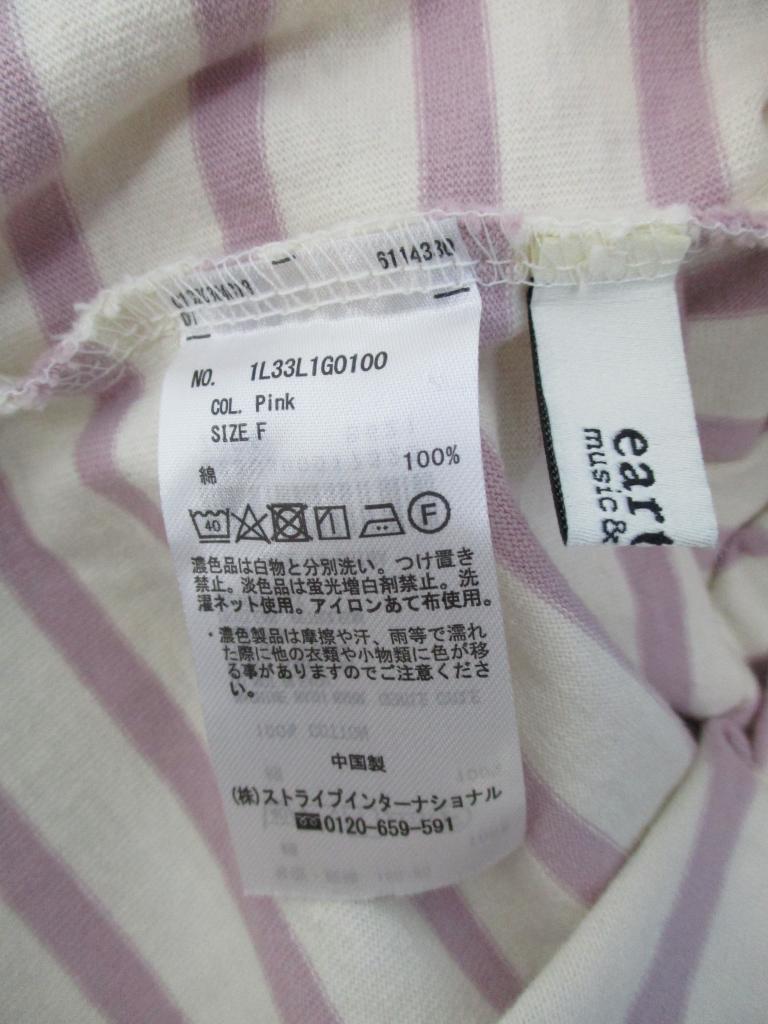 611433
NO. 1L33L1G0100
COL. Pink
SIZE F
綿 100%
40 F
濃色品は白物と分別洗い。つけ置き
禁止。淡色品は蛍光増白剤禁止。洗
濯ネット使用。アイロンあて布使用。
・濃色製品は摩擦や汗、雨等で濡れ
た際に他の衣類や小物類に色が移
る事がありますのでご注意くださ
い。
中国製
(株)ストライプインターナショナル
0120-659-591
eart
music &